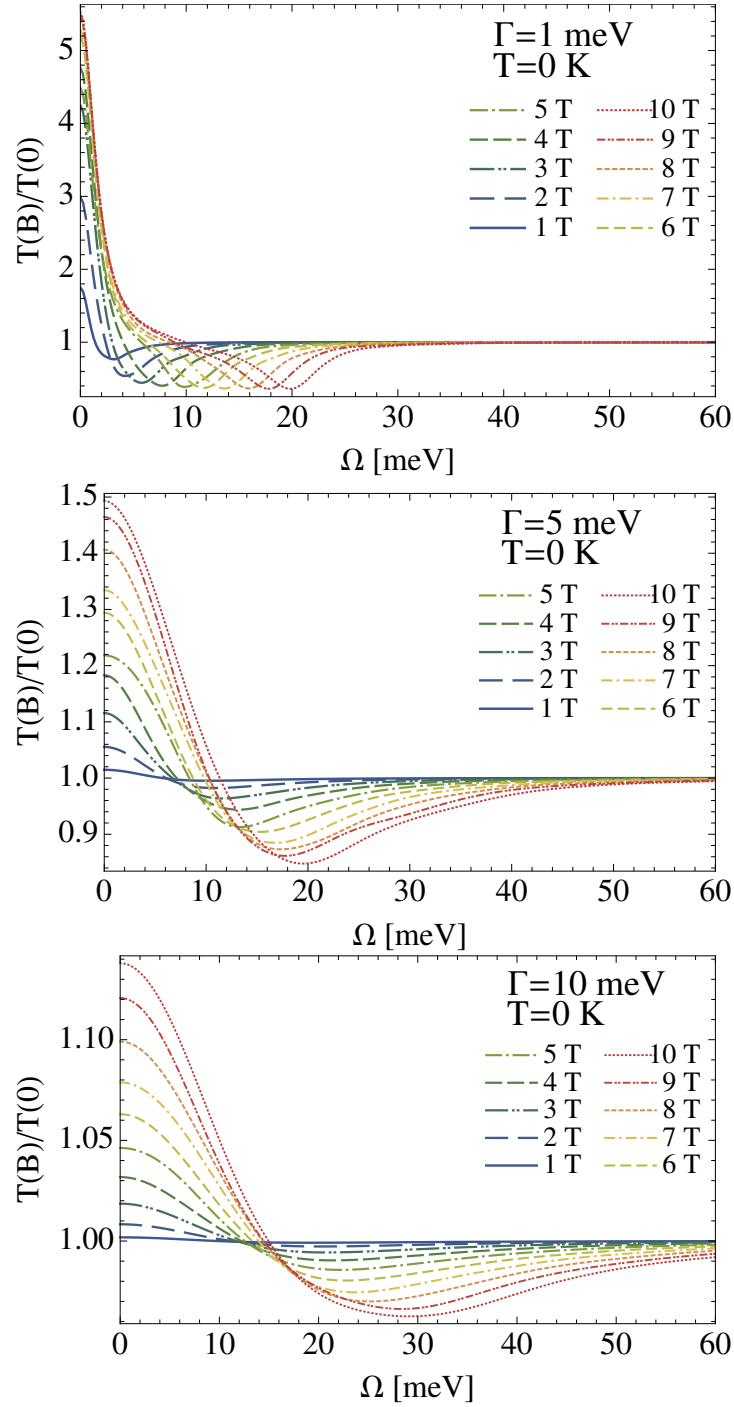 Γ=1 meV
T=0 K
5 T 10 T
4 T 9 T
3 T 8 T
2 T 7 T
1 T 6 T
5
4
3
2
1
T(B)/T(0)
0 10 20 30 40 50 60
Ω [meV]
Γ=5 meV
T=0 K
5 T 10 T
4 T 9 T
3 T 8 T
2 T 7 T
1 T 6 T
1.5
1.4
1.3
1.2
1.1
1.0
0.9
T(B)/T(0)
0 10 20 30 40 50 60
Ω [meV]
Γ=10 meV
T=0 K
5 T 10 T
4 T 9 T
3 T 8 T
2 T 7 T
1 T 6 T
1.10
1.05
1.00
T(B)/T(0)
0 10 20 30 40 50 60
Ω [meV]